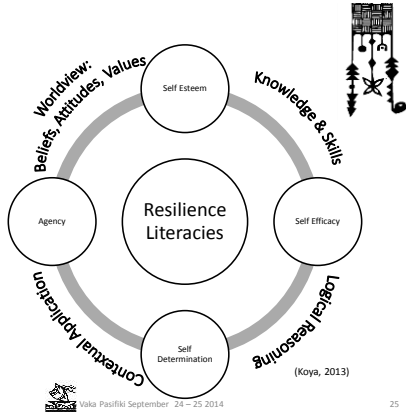 Worldview:
Beliefs, Attitudes, Values
Self Esteem
Knowledge & Skills
Agency
Resilience
Literacies
Self Efficacy
Contextual Application
Self
Determination
Logical Reasoning
(Koya, 2013)
Vaka Pasifiki September 24 – 25 2014
25